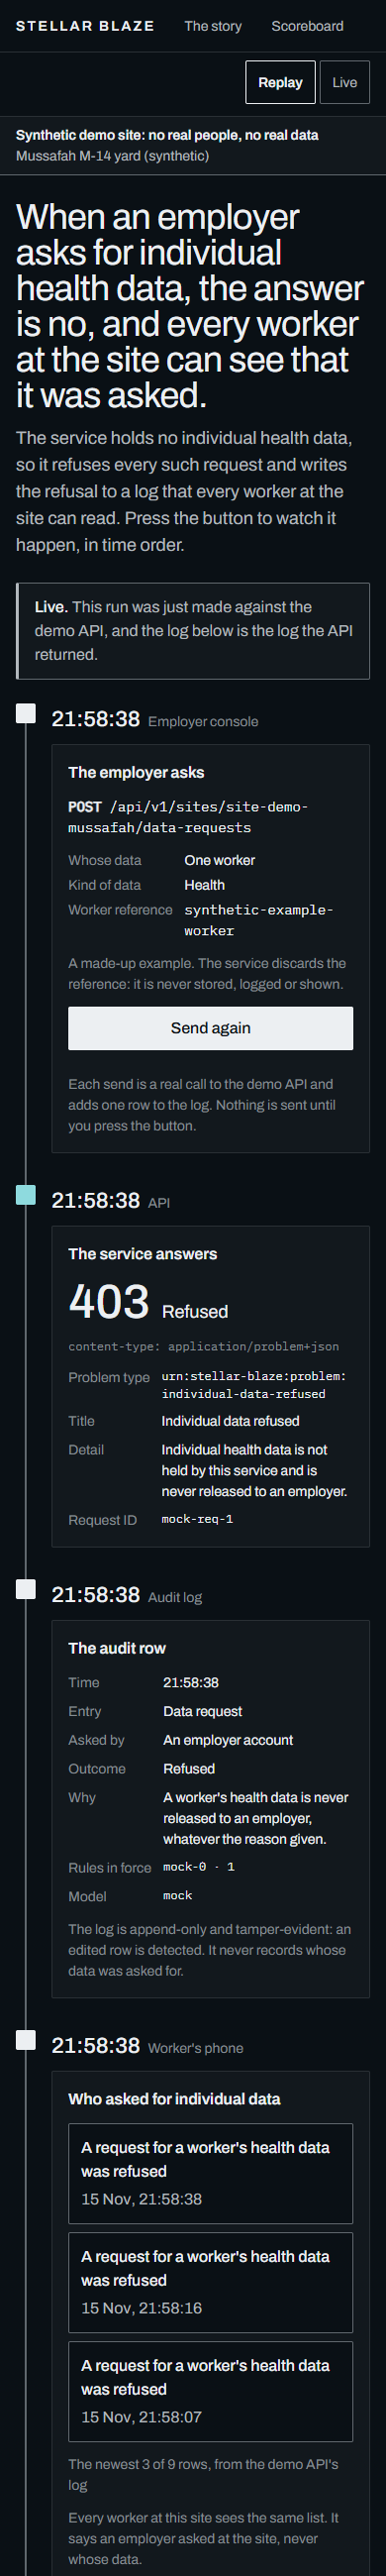 STELLAR BLAZE The story Scoreboard
Replay Live
Synthetic demo site: no real people, no real data
Mussafah M-14 yard (synthetic)
When an employer
asks for individual
health data, the answer
is no, and every worker
at the site can see that
it was asked.
The service holds no individual health data,
so it refuses every such request and writes
the refusal to a log that every worker at the
site can read. Press the button to watch it
happen, in time order.
Live. This run was just made against the
demo API, and the log below is the log the API
returned.
21:58:38 Employer console
The employer asks
POST /api/v1/sites/site-demo-
mussafah/data-requests
Whose data One worker
Kind of data Health
Worker reference synthetic-example-
worker
A made-up example. The service discards the
reference: it is never stored, logged or shown.
Send again
Each send is a real call to the demo API and
adds one row to the log. Nothing is sent until
you press the button.
21:58:38 API
The service answers
403 Refused
content-type: application/problem+json
Problem type urn:stellar-blaze:problem:
individual-data-refused
Title Individual data refused
Detail Individual health data is not
held by this service and is
never released to an employer.
Request ID mock-req-1
21:58:38 Audit log
The audit row
Time 21:58:38
Entry Data request
Asked by An employer account
Outcome Refused
Why A worker's health data is never
released to an employer,
whatever the reason given.
Rules in force mock-0 · 1
Model mock
The log is append-only and tamper-evident: an
edited row is detected. It never records whose
data was asked for.
21:58:38 Worker's phone
Who asked for individual data
A request for a worker's health data
was refused
15 Nov, 21:58:38
A request for a worker's health data
was refused
15 Nov, 21:58:16
A request for a worker's health data
was refused
15 Nov, 21:58:07
The newest 3 of 9 rows, from the demo API's
log
Every worker at this site sees the same list. It
says an employer asked at the site, never
whose data.